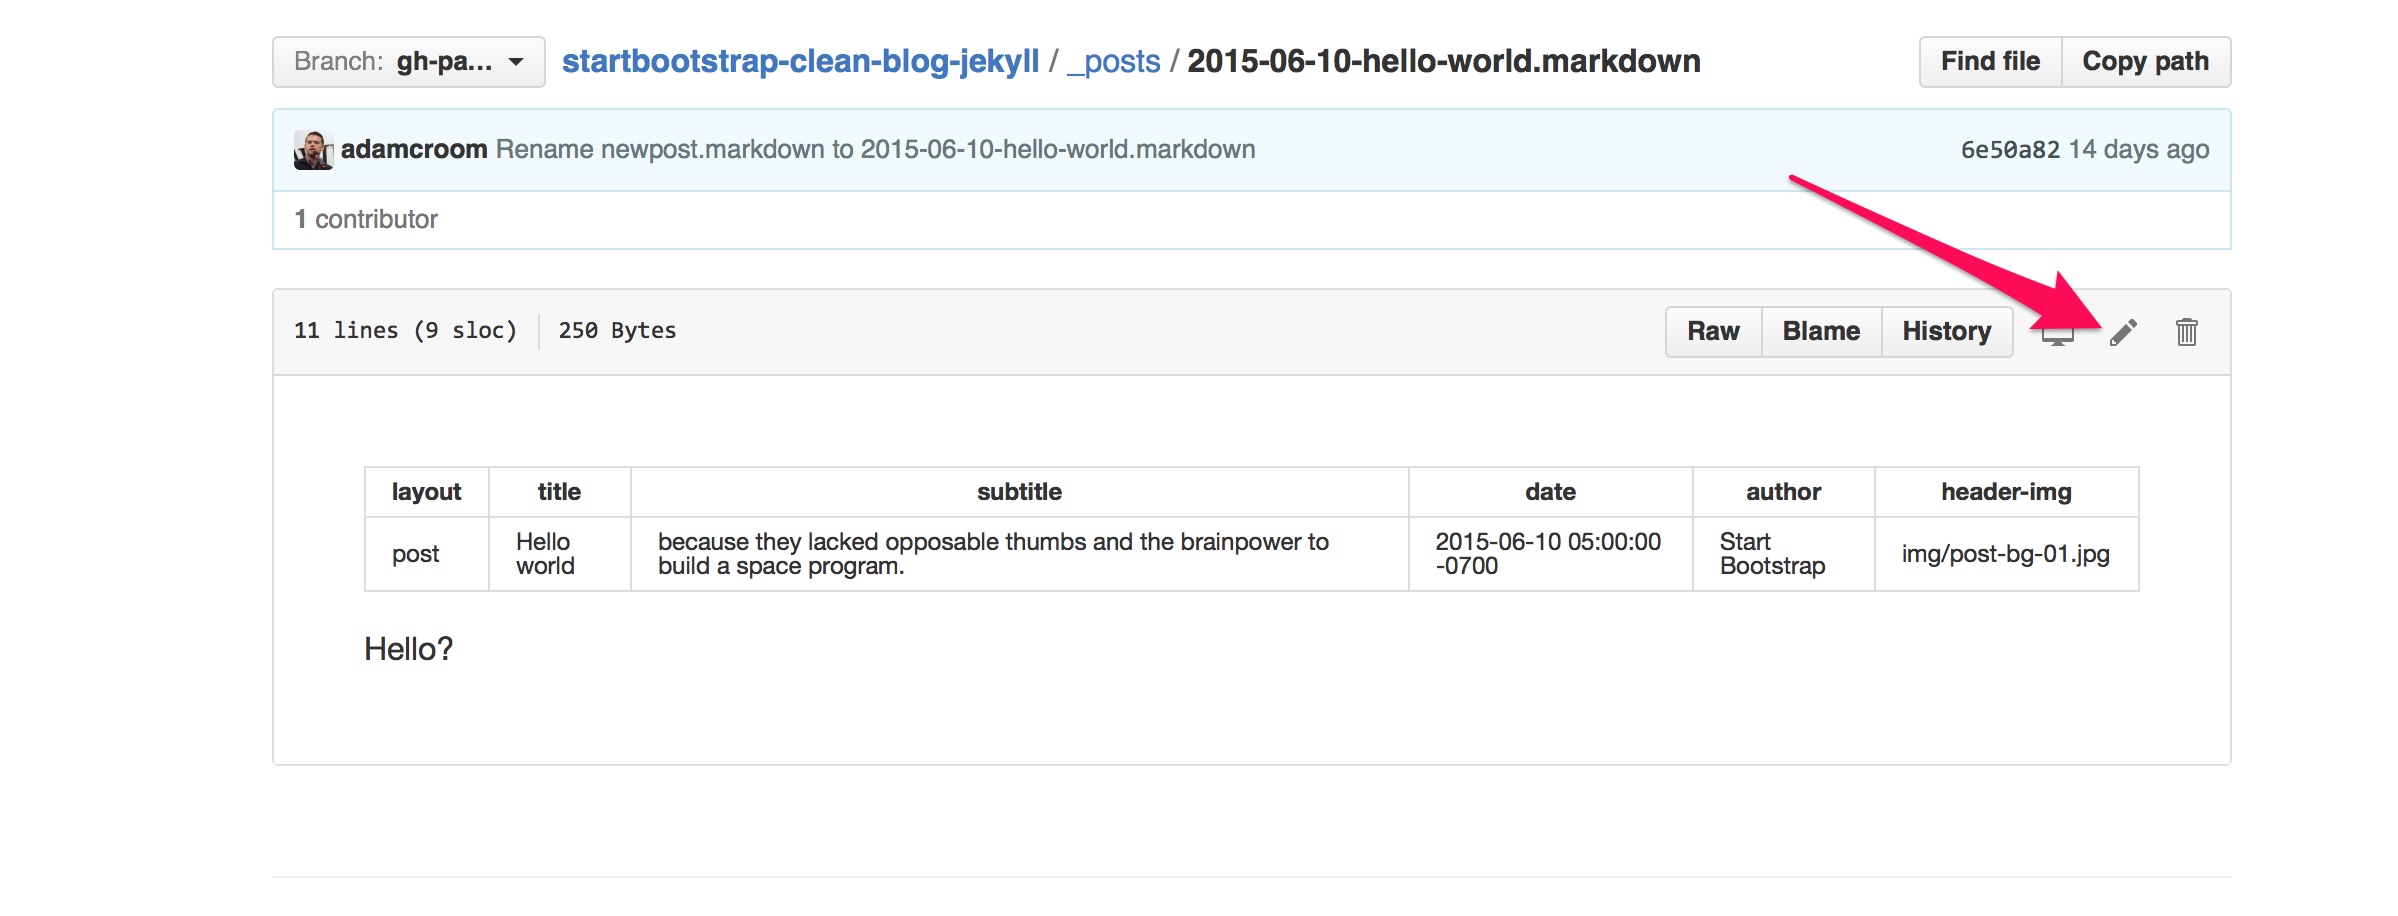 Branch: gh-pa... startbootstrap-clean-blog-jekyll / _posts / 2015-06-10-hello-world.markdown Find file Copy path
adamcroom Rename newpost.markdown to 2015-06-10-hello-world.markdown 6e50a82 14 days ago
1 contributor
11 lines (9 sloc) 250 Bytes Raw Blame History
layout title subtitle date author header-img
post
Hello
world
because they lacked opposable thumbs and the brainpower to
build a space program.
2015-06-10 05:00:00
-0700
Start
Bootstrap
img/post-bg-01.jpg
Hello?